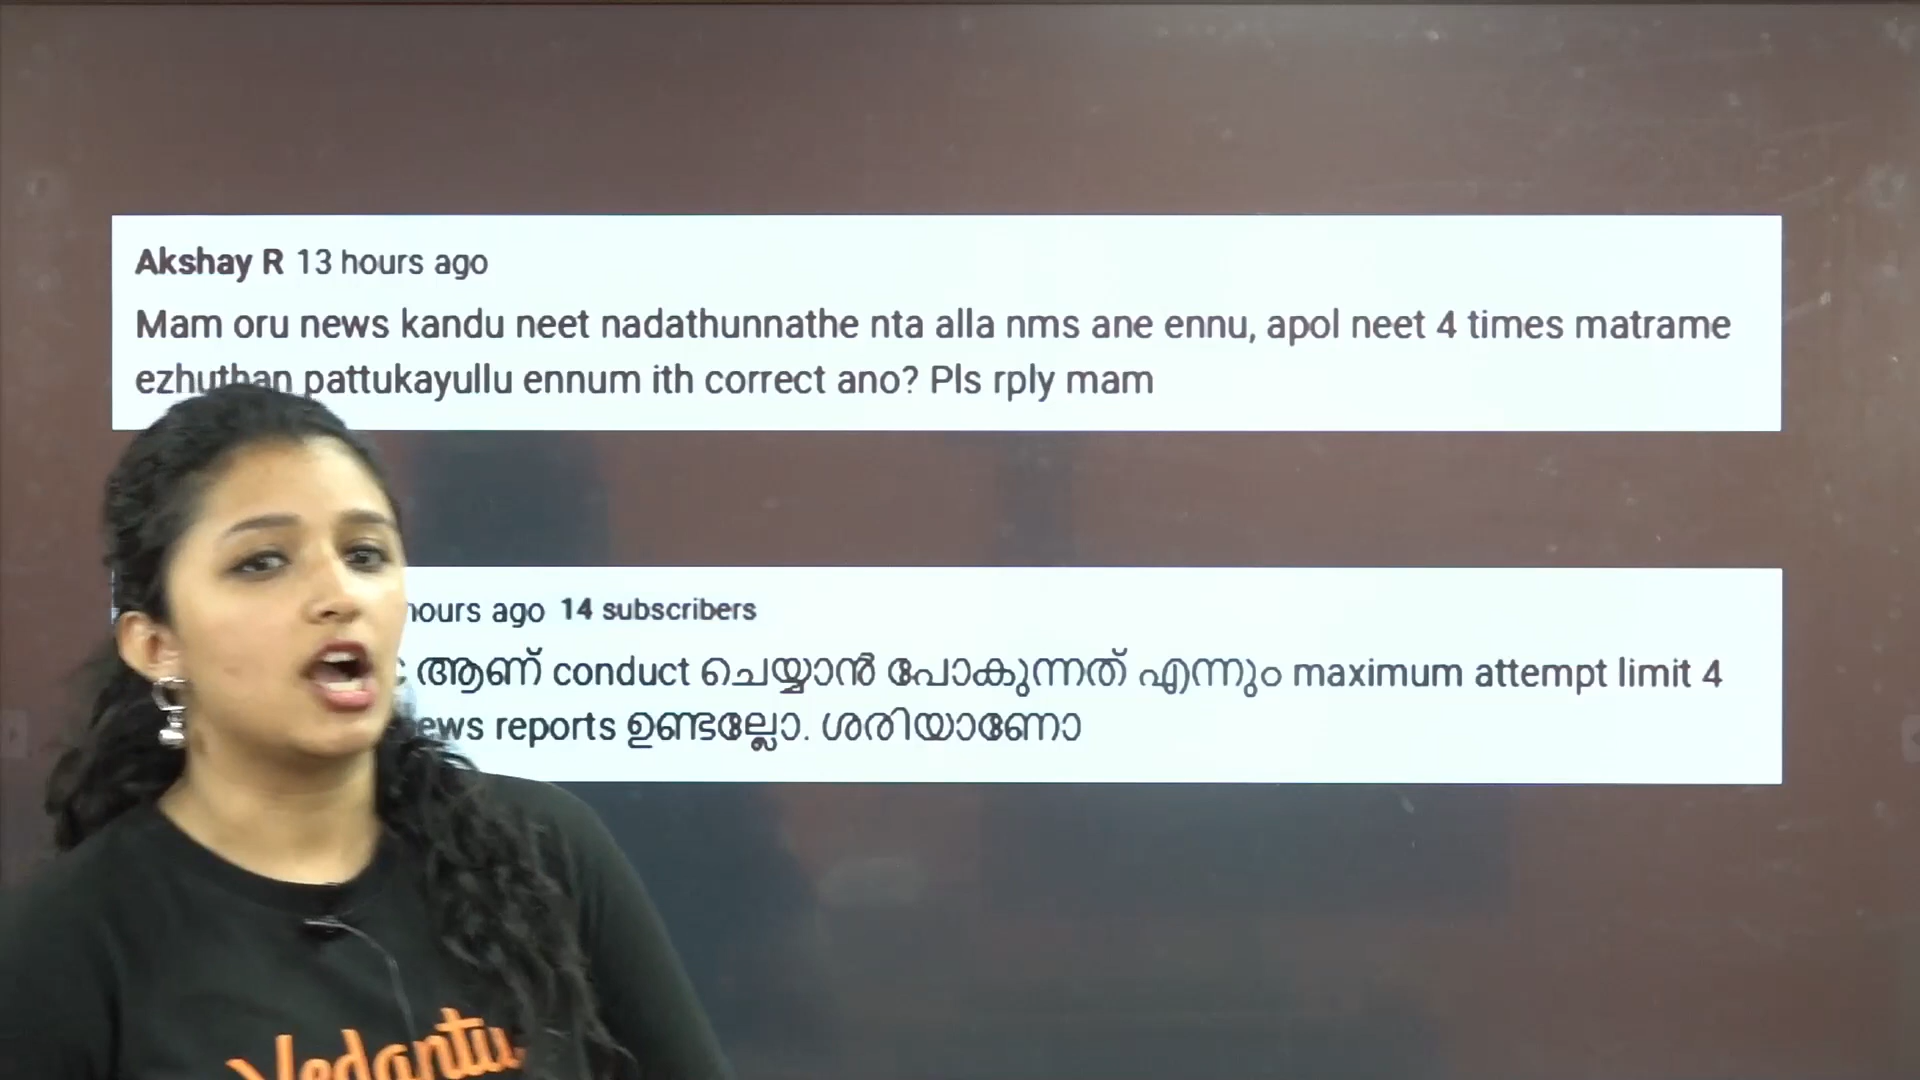 Akshay R 13 hours ago
Mam oru news kandu neet nadathunnathe nta alla nms ane ennu, apol neet 4 times matrame
ezhuthan pattukayullu ennum ith correct ano? Pls rply mam
hours ago 14 subscribers
ആണ് conduct ചെയ്യാൻ പോകുന്നത് എന്നും maximum attempt limit 4
news reports ഉണ്ടല്ലോ. ശരിയാണോ
Vedantu